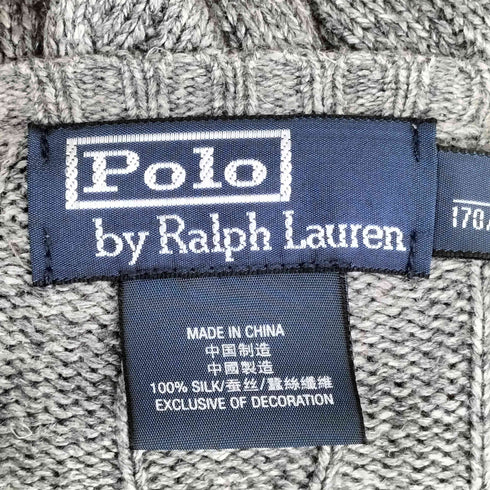 Polo
by Ralph Lauren
170/
MADE IN CHINA
中国制造
中國製造
100% SILK/蚕丝/蠶絲纖維
EXCLUSIVE OF DECORATION